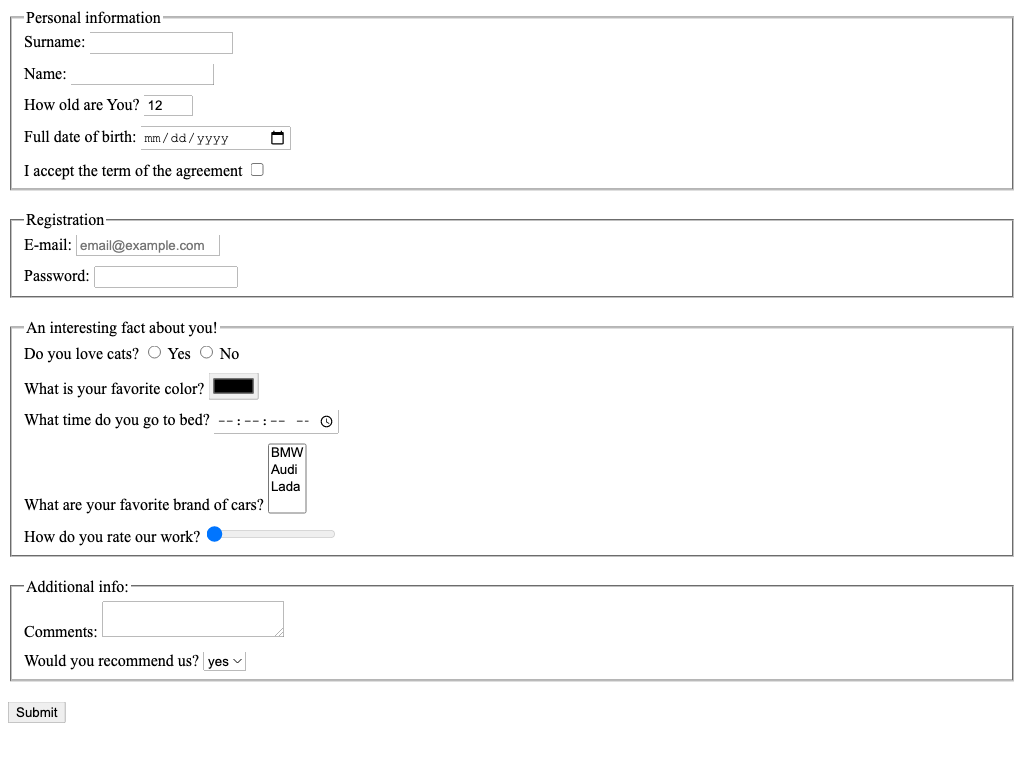 Personal information
Surname:
Name:
How old are You? 12
Full date of birth: mm/dd/yyyy
I accept the term of the agreement
Registration
E-mail: email@example.com
Password:
An interesting fact about you!
Do you love cats? Yes No
What is your favorite color?
What time do you go to bed? --:--:-- --
BMW
Audi
Lada
What are your favorite brand of cars?
How do you rate our work?
Additional info:
Comments:
Would you recommend us? yes
Submit